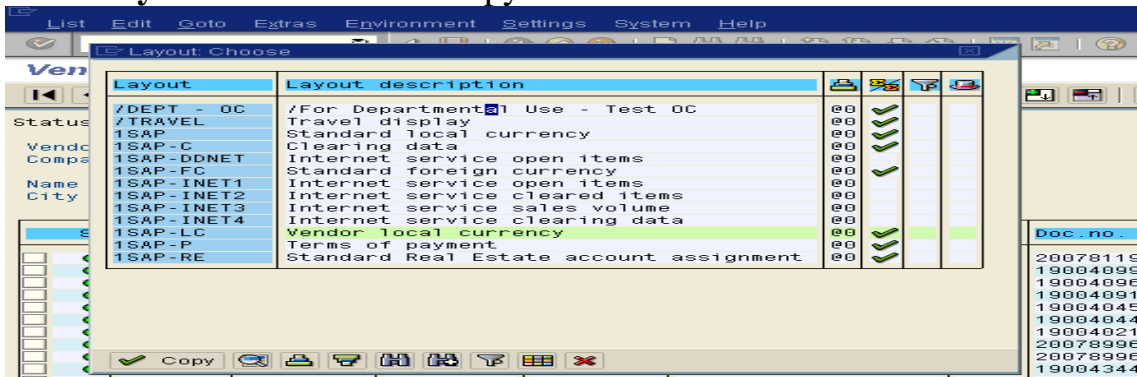 List Edit Goto Extras Environment Settings System Help
Layout: Choose
Ven
Layout Layout description
/DEPT - OC /For Departmental Use - Test OC
/TRAVEL Travel display
1SAP Standard local currency
1SAP-C Clearing data
1SAP-DDNET Internet service open items
1SAP-FC Standard foreign currency
1SAP-INET1 Internet service open items
1SAP-INET2 Internet service cleared items
1SAP-INET3 Internet service sales volume
1SAP-INET4 Internet service clearing data
1SAP-LC Vendor local currency
1SAP-P Terms of payment
1SAP-RE Standard Real Estate account assignment
Status
Vendo
Compa
Name
City
S
Doc.no.
20078119
19004099
19004096
19004091
19004045
19004044
19004021
20078996
20078996
19004344
Copy